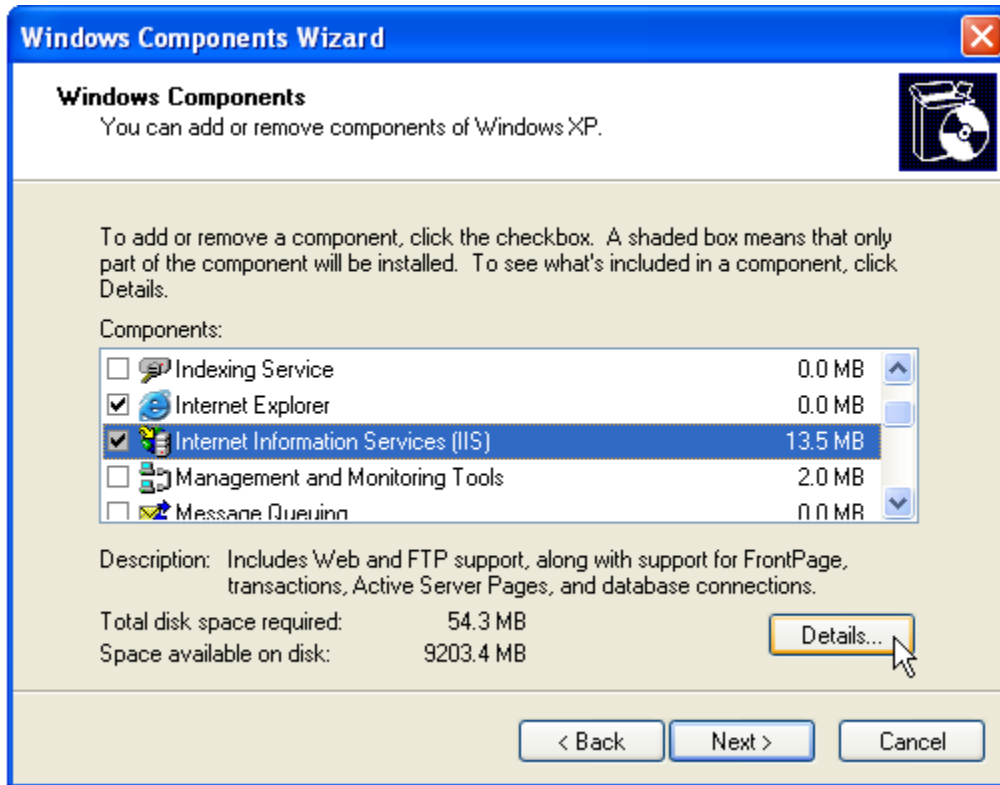 Windows Components Wizard
Windows Components
You can add or remove components of Windows XP.
To add or remove a component, click the checkbox. A shaded box means that only
part of the component will be installed. To see what's included in a component, click
Details.
Components:
Indexing Service 0.0 MB
Internet Explorer 0.0 MB
Internet Information Services (IIS) 13.5 MB
Management and Monitoring Tools 2.0 MB
Message Queuing 0.0 MB
Description: Includes Web and FTP support, along with support for FrontPage,
transactions, Active Server Pages, and database connections.
Total disk space required: 54.3 MB
Space available on disk: 9203.4 MB
Details...
< Back Next > Cancel